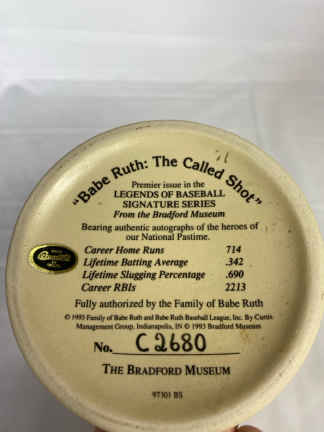 "Babe Ruth: The Called Shot"
Premier issue in the
LEGENDS OF BASEBALL
SIGNATURE SERIES
From the Bradford Museum
Bearing authentic autographs of the heroes of
our National Pastime.
Career Home Runs 714
Lifetime Batting Average .342
Lifetime Slugging Percentage .690
Career RBIs 2213
Fully authorized by the Family of Babe Ruth
© 1993 Family of Babe Ruth and Babe Ruth Baseball League, Inc. By Curtis
Management Group, Indianapolis, IN © 1993 Bradford Museum
No. C2680
THE BRADFORD MUSEUM
97101 BS